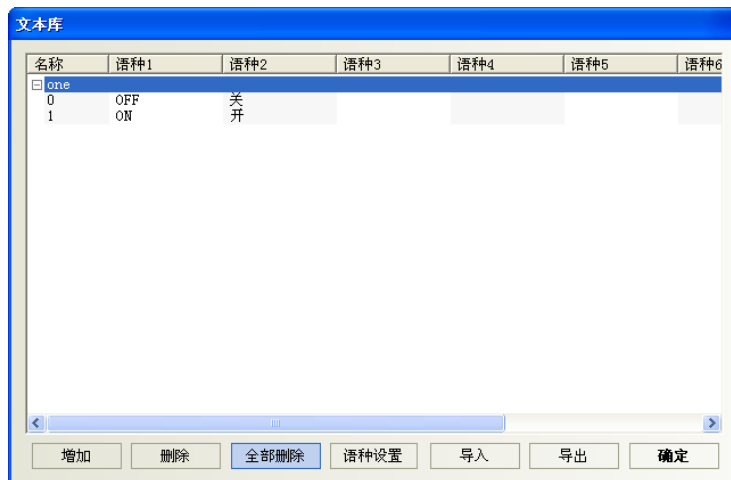 文本库
名称 语种1 语种2 语种3 语种4 语种5 语种6
one
0 OFF 关
1 ON 开
增加 删除 全部删除 语种设置 导入 导出 确定